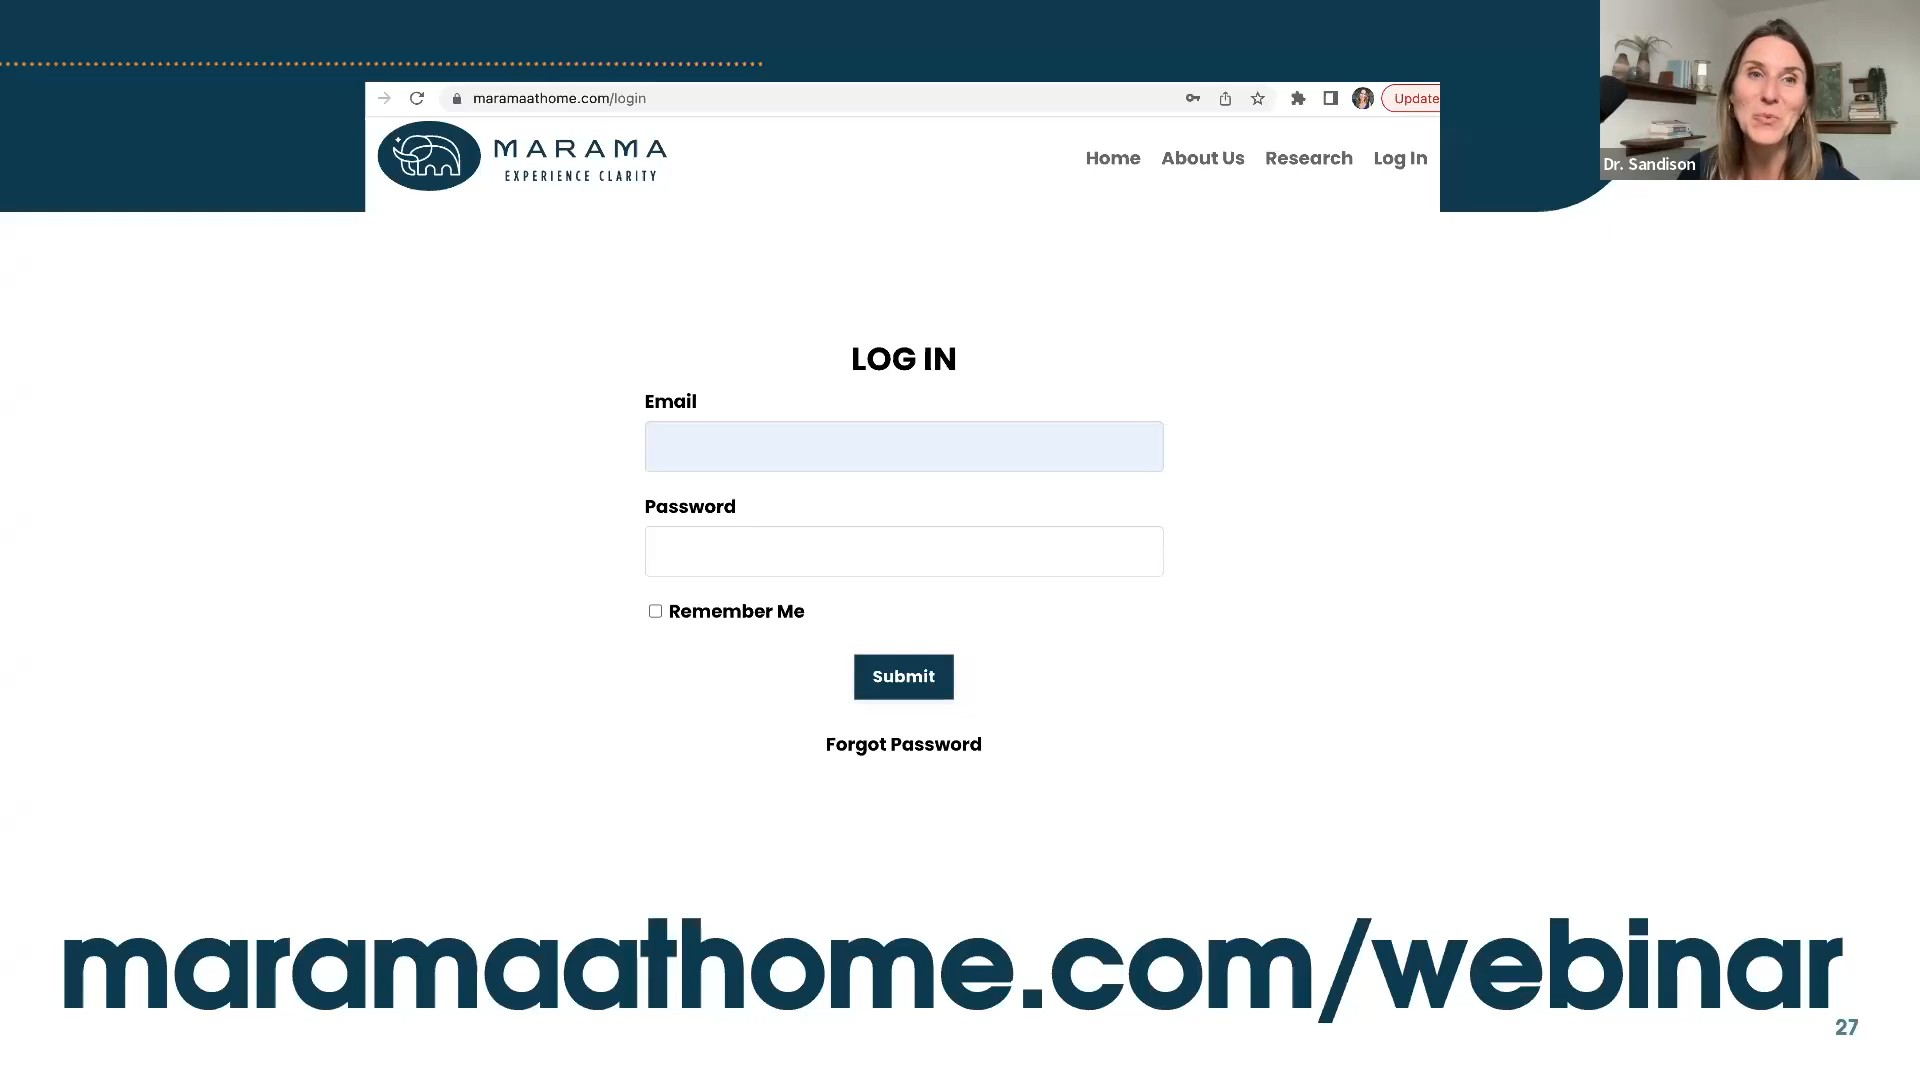 maramaathome.com/login
Update
MARAMA
EXPERIENCE CLARITY
Home About Us Research Log In
Dr. Sandison
LOG IN
Email
Password
Remember Me
Submit
Forgot Password
maramaathome.com/webinar
27